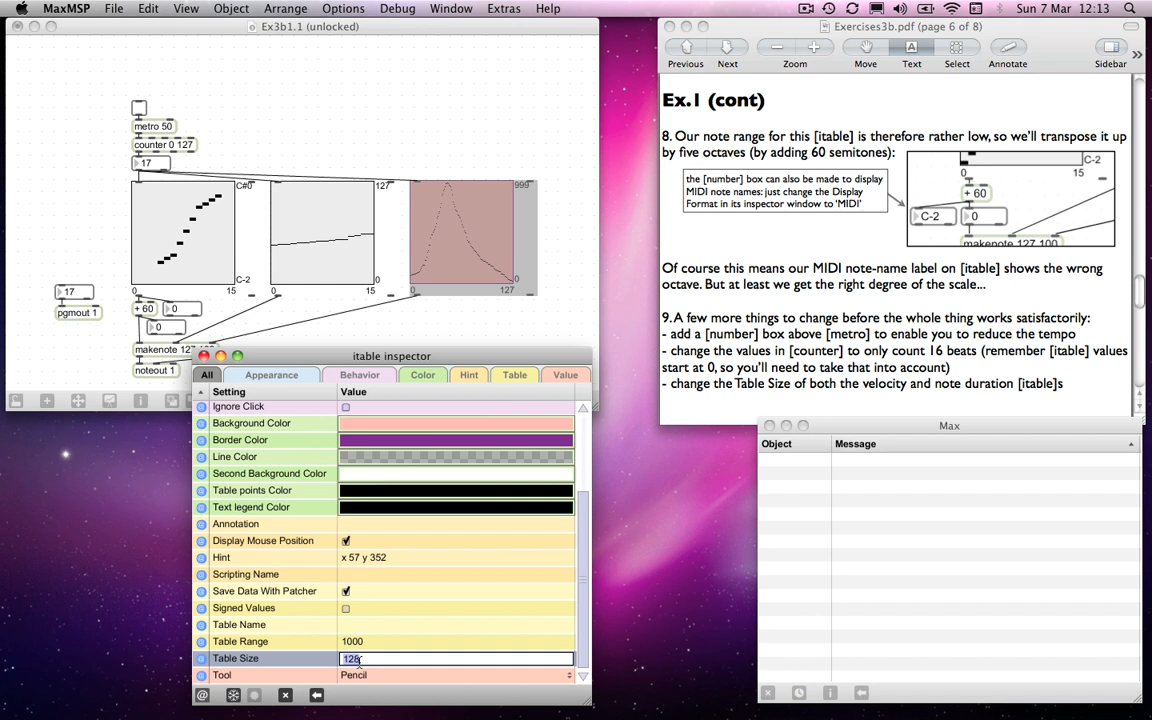 MaxMSP File Edit View Object Arrange Options Debug Window Extras Help Sun 7 Mar 12:13
Ex3b1.1 (unlocked)
metro 50
counter 0 127
17
C#0
127
999
C-2
0
0
0 15
15
0 127
17
pgmout 1
+ 60
0
0
makenote 127 100
noteout 1
Exercises3b.pdf (page 6 of 8)
Previous Next Zoom Move Text Select Annotate Sidebar
Ex.1 (cont)
8. Our note range for this [itable] is therefore rather low, so we'll transpose it up
by five octaves (by adding 60 semitones):
the [number] box can also be made to display
MIDI note names: just change the Display
Format in its inspector window to 'MIDI'
C-2
0 15
+ 60
C-2 0
makenote 127 100
Of course this means our MIDI note-name label on [itable] shows the wrong
octave. But at least we get the right degree of the scale...
9. A few more things to change before the whole thing works satisfactorily:
- add a [number] box above [metro] to enable you to reduce the tempo
- change the values in [counter] to only count 16 beats (remember [itable] values
start at 0, so you'll need to take that into account)
- change the Table Size of both the velocity and note duration [itable]s
itable inspector
All Appearance Behavior Color Hint Table Value
Setting Value
Ignore Click
Background Color
Border Color
Line Color
Second Background Color
Table points Color
Text legend Color
Annotation
Display Mouse Position
Hint x 57 y 352
Scripting Name
Save Data With Patcher
Signed Values
Table Name
Table Range 1000
Table Size 128
Tool Pencil
Max
Object Message